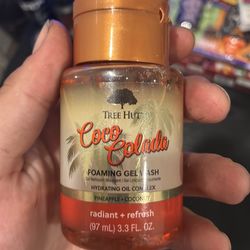 TREE HUT
Coco
Colada
FOAMING GEL WASH
HYDRATING OIL COMPLEX
PINEAPPLE + COCONUT
radiant + refresh
(97 mL) 3.3 FL. OZ.